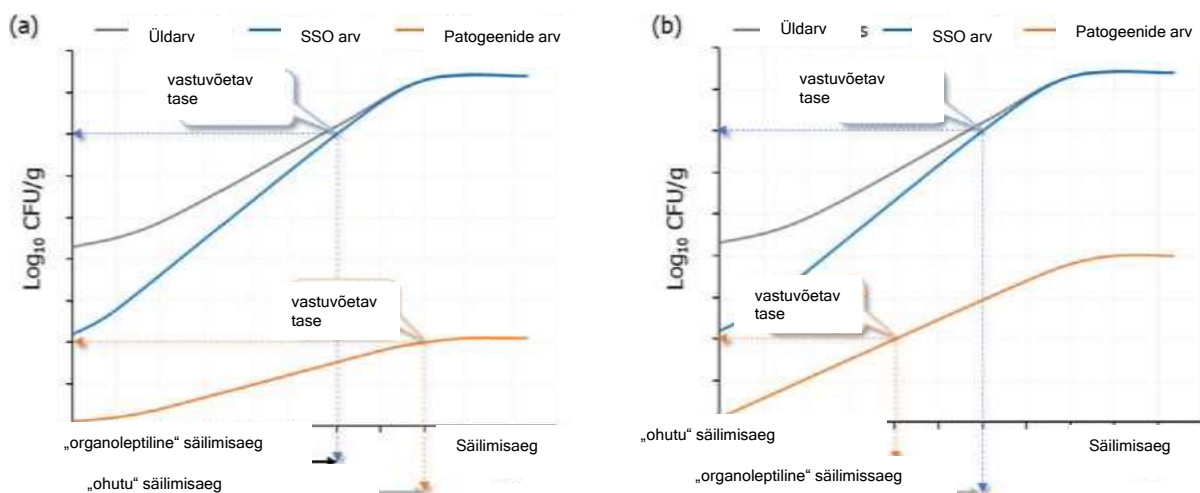 (a)
Üldarv SSO arv Patogeenide arv
vastuvõetav
tase
Log10 CFU/g
vastuvõetav
tase
„organoleptiline“ säilimisaeg
Säilimisaeg
„ohutu“ säilimisaeg
(b)
Üldarv s SSO arv Patogeenide arv
vastuvõetav
tase
Log10 CFU/g
vastuvõetav
tase
„ohutu“ säilimisaeg
Säilimisaeg
„organoleptiline“ säilimissaeg